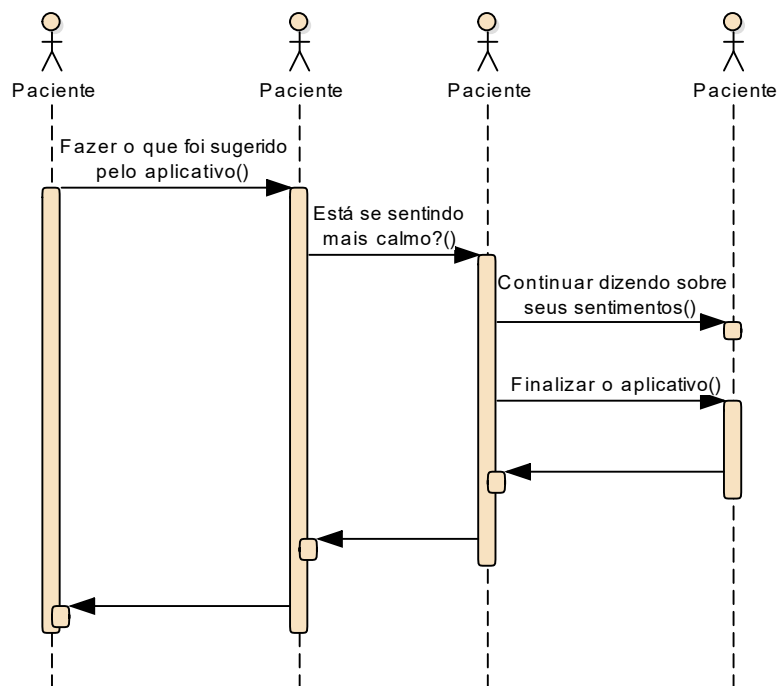 Paciente
Paciente
Paciente
Paciente
Fazer o que foi sugerido
pelo aplicativo()
Está se sentindo
mais calmo?()
Continuar dizendo sobre
seus sentimentos()
Finalizar o aplicativo()